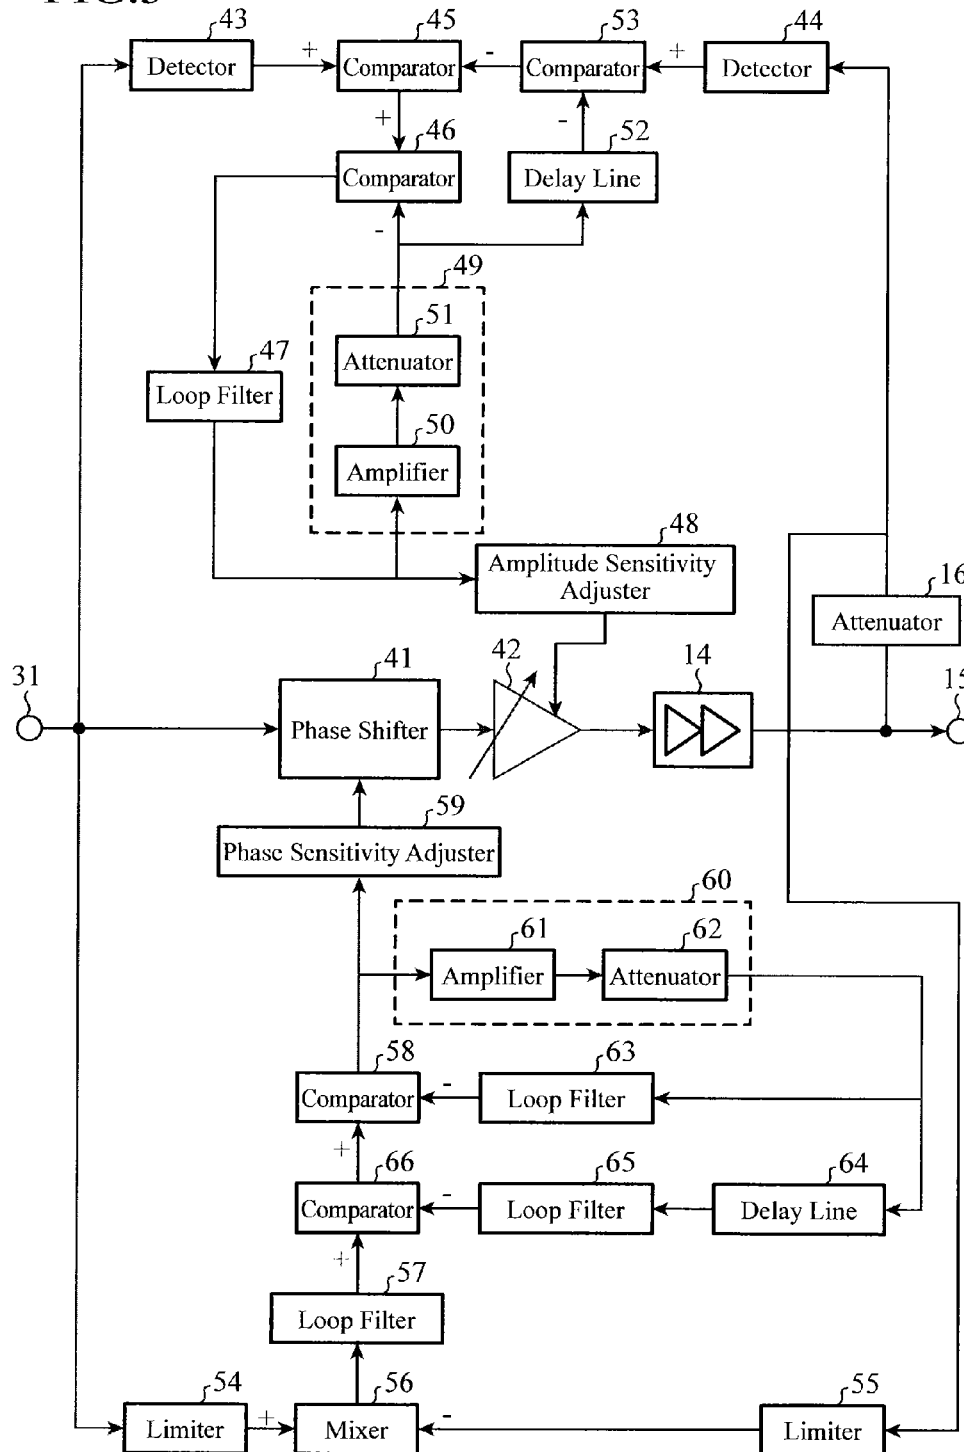 43 45 53 44
Detector + Comparator - Comparator + Detector
+ - 52
46
Comparator Delay Line
-
49
51
47 Attenuator
Loop Filter
50
Amplifier
48
Amplitude Sensitivity
Adjuster
16
Attenuator
31 41 42 14 15
Phase Shifter
59
Phase Sensitivity Adjuster
60
61 62
Amplifier Attenuator
58 63
Comparator - Loop Filter
+
66 65 64
Comparator - Loop Filter Delay Line
+
57
Loop Filter
54 56 55
Limiter + Mixer - Limiter